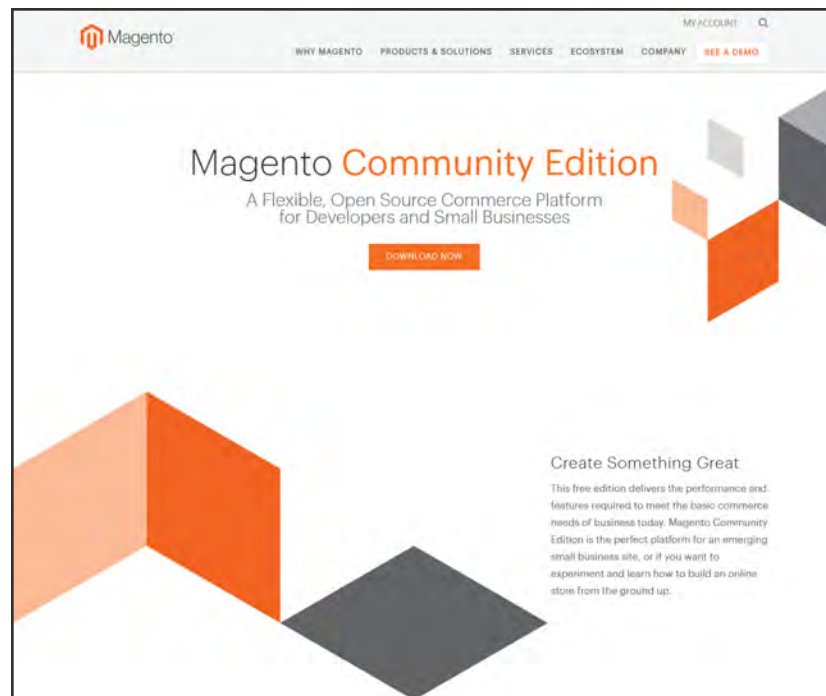 MY ACCOUNT
Magento
WHY MAGENTO PRODUCTS & SOLUTIONS SERVICES ECOSYSTEM COMPANY SEE A DEMO
Magento Community Edition
A Flexible, Open Source Commerce Platform
for Developers and Small Businesses
DOWNLOAD NOW
Create Something Great
This free edition delivers the performance and
features required to meet the basic commerce
needs of business today. Magento Community
Edition is the perfect platform for an emerging
small business site, or if you want to
experiment and learn how to build an online
store from the ground up.